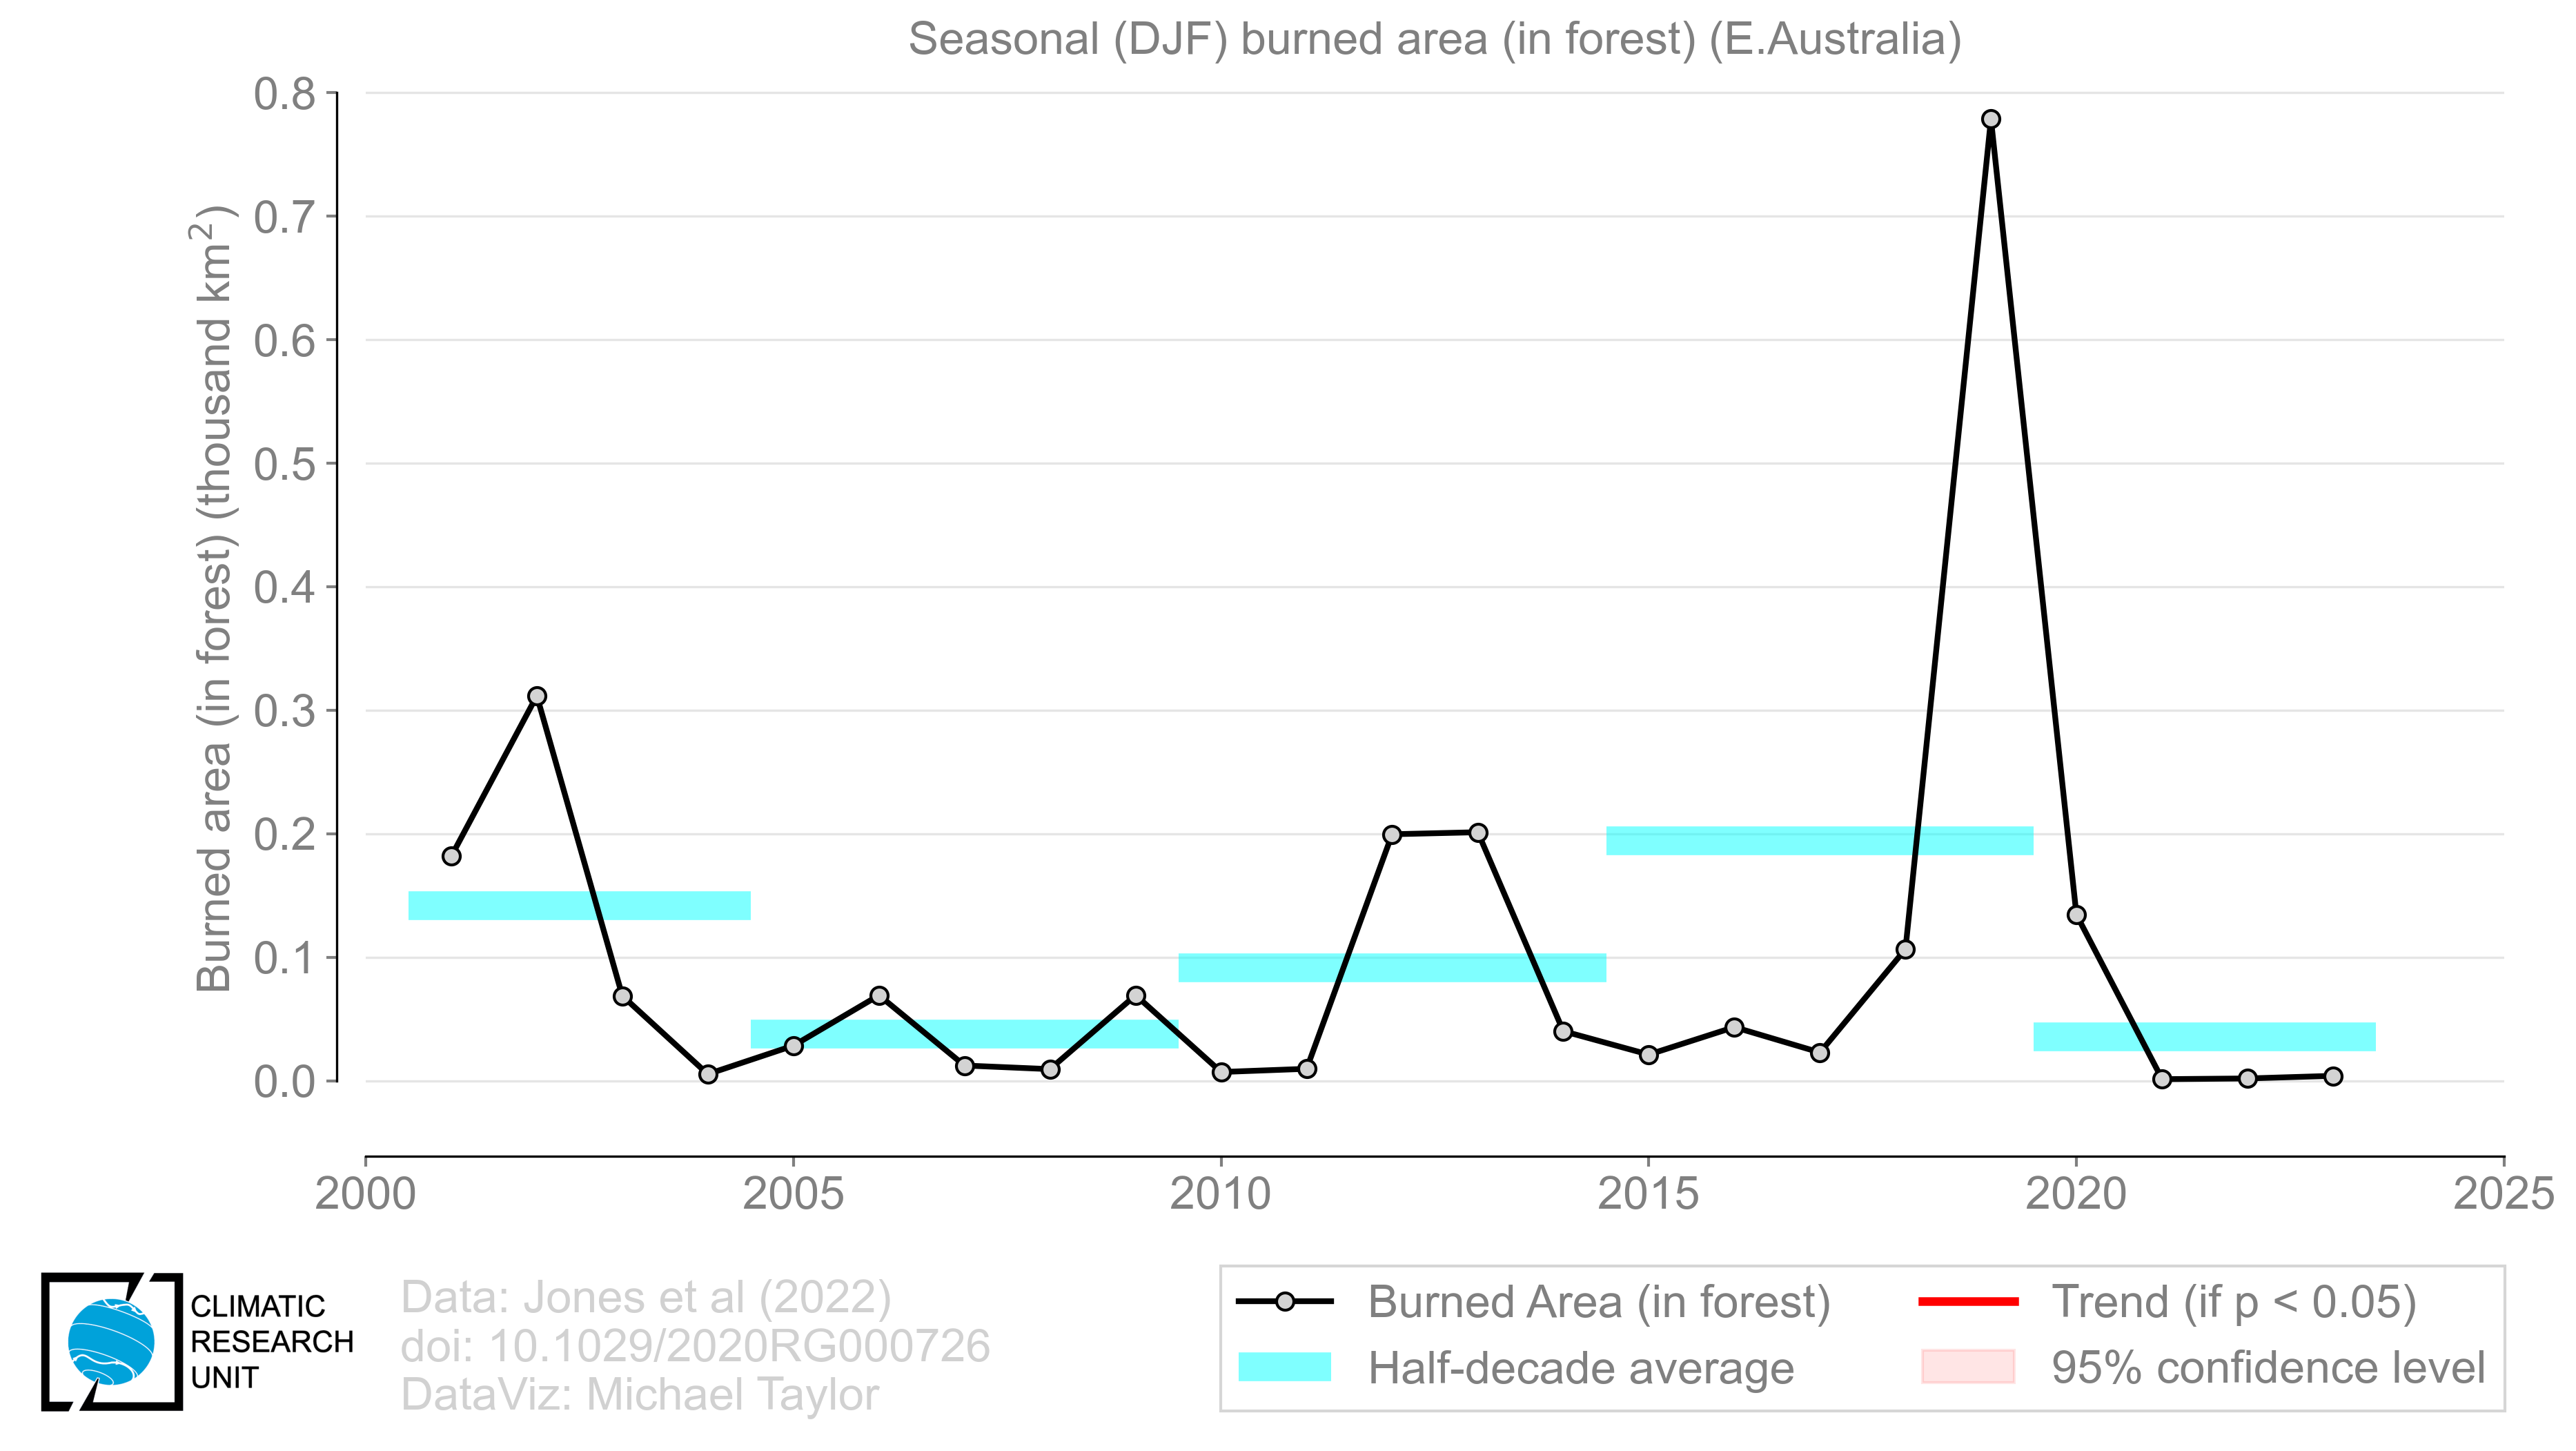 Seasonal (DJF) burned area (in forest) (E.Australia)
Burned area (in forest) (thousand km²)
0.8
0.7
0.6
0.5
0.4
0.3
0.2
0.1
0.0
2000
2005
2010
2015
2020
2025
CLIMATIC
RESEARCH
UNIT
Data: Jones et al (2022)
doi: 10.1029/2020RG000726
DataViz: Michael Taylor
Burned Area (in forest)
Half-decade average
Trend (if p < 0.05)
95% confidence level